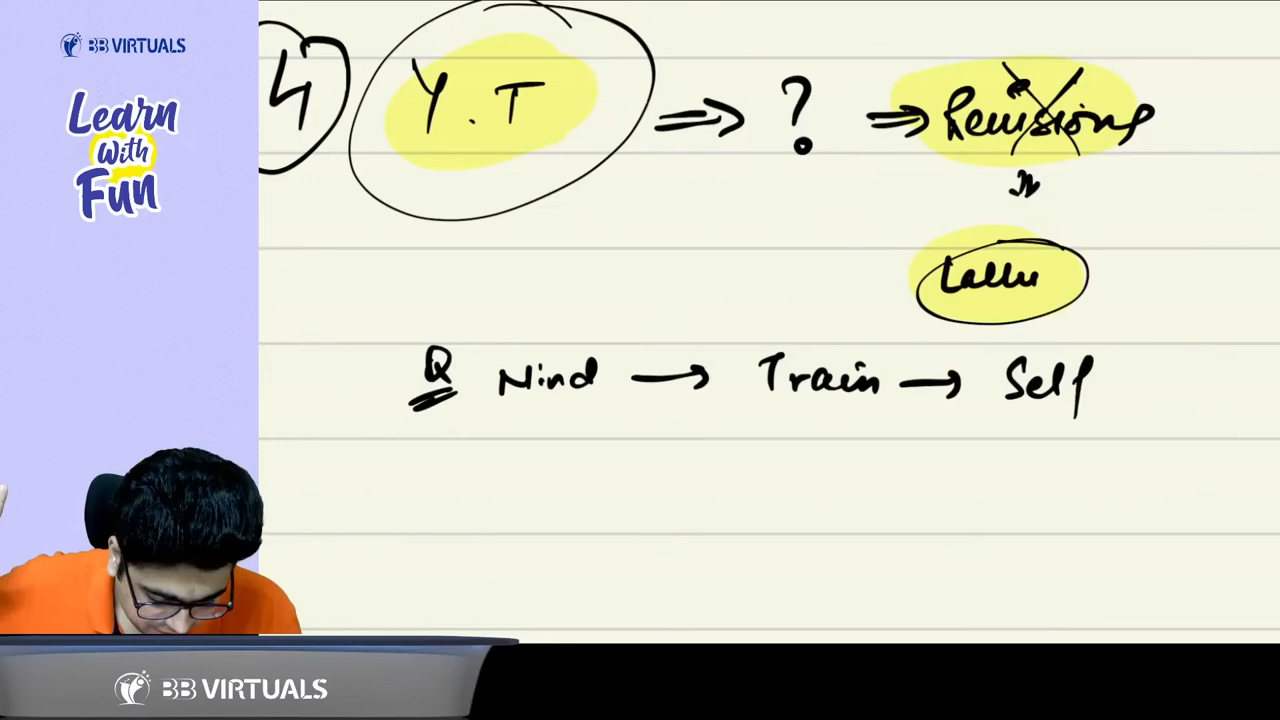 BB VIRTUALS
Learn
With
Fun
4 Y.T ⇒ ? ⇒ Revisions
Lallu
Q Mind → Train → Self
BB VIRTUALS